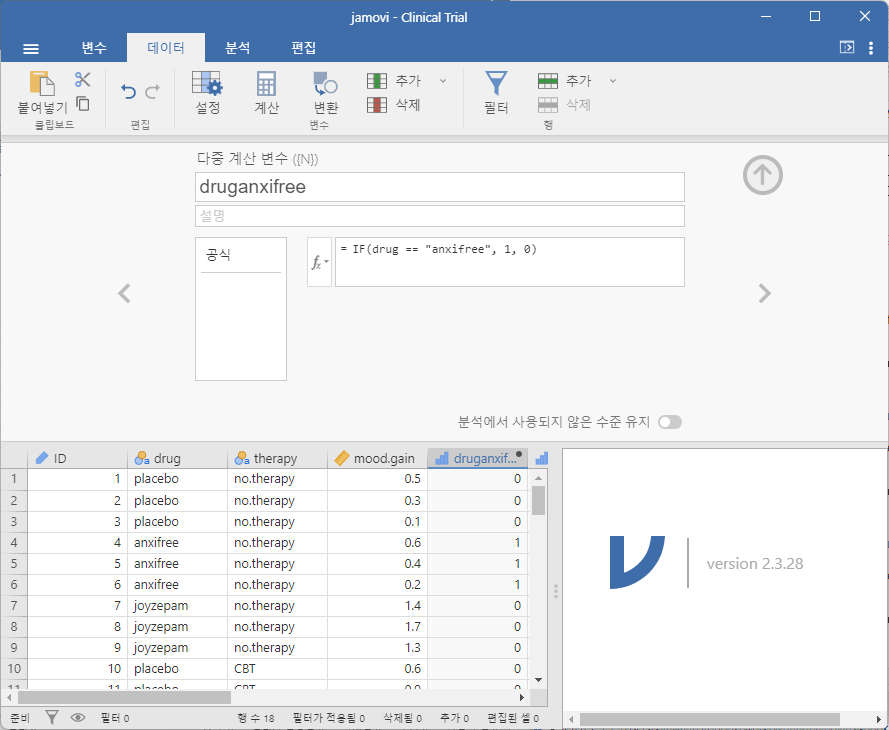 jamovi - Clinical Trial
변수 데이터 분석 편집
붙여넣기 설정 계산 변환 추가 삭제 필터 추가 삭제
클립보드 편집 변수 행
다중 계산 변수 ({N})
druganxifree
설명
공식
fx = IF(drug == "anxifree", 1, 0)
분석에서 사용되지 않은 수준 유지
ID drug therapy mood.gain druganxif...
1 1 placebo no.therapy 0.5 0
2 2 placebo no.therapy 0.3 0
3 3 placebo no.therapy 0.1 0
4 4 anxifree no.therapy 0.6 1
5 5 anxifree no.therapy 0.4 1
6 6 anxifree no.therapy 0.2 1
7 7 joyzepam no.therapy 1.4 0
8 8 joyzepam no.therapy 1.7 0
9 9 joyzepam no.therapy 1.3 0
10 10 placebo CBT 0.6 0
11 11 placebo CBT 0
version 2.3.28
준비 필터 0 행 수 18 필터가 적용됨 0 삭제됨 0 추가 0 편집된 셀 0